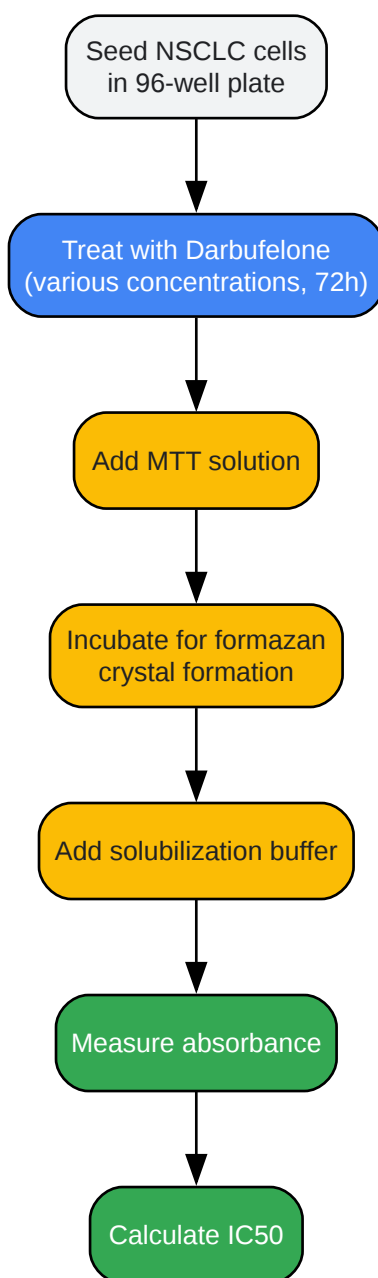 Seed NSCLC cells
in 96-well plate
Treat with Darbufelone
(various concentrations, 72h)
Add MTT solution
Incubate for formazan
crystal formation
Add solubilization buffer
Measure absorbance
Calculate IC50